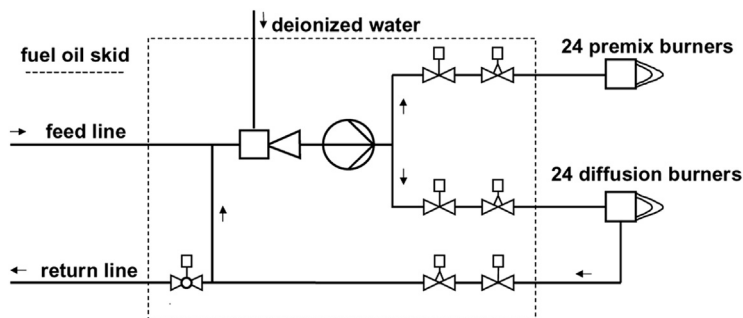 deionized water
fuel oil skid
24 premix burners
feed line
24 diffusion burners
return line